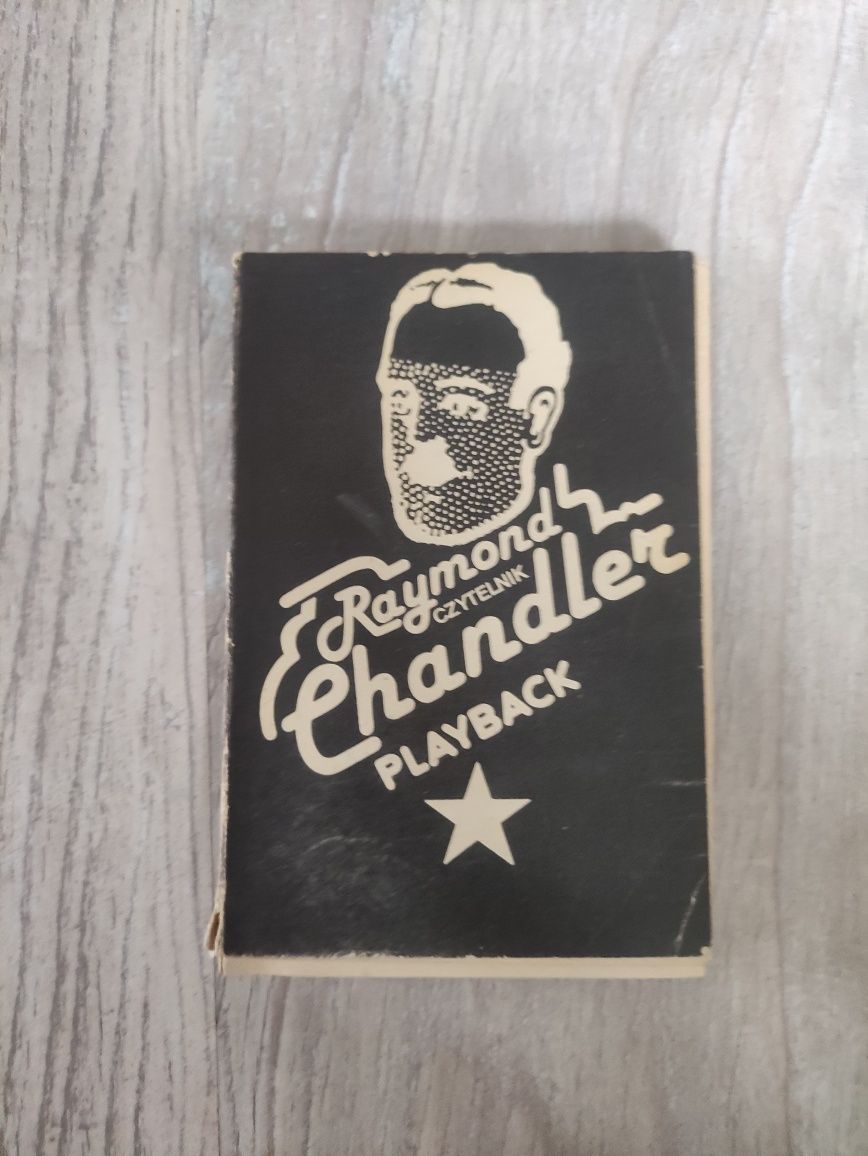 Raymond
CZYTELNIK
Chandler
PLAYBACK